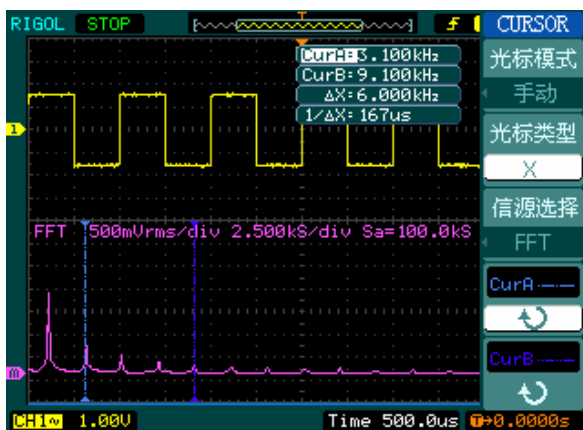 RIGOL STOP
CURSOR
CurA=3.100kHz
CurB=9.100kHz
ΔX=6.000kHz
1/ΔX=167us
光标模式
手动
光标类型
X
信源选择
FFT
CurA
CurB
1
FFT 500mVrms/div 2.500kS/div Sa=100.0kS
m
CH1~ 1.00V Time 500.0us T→0.0000s